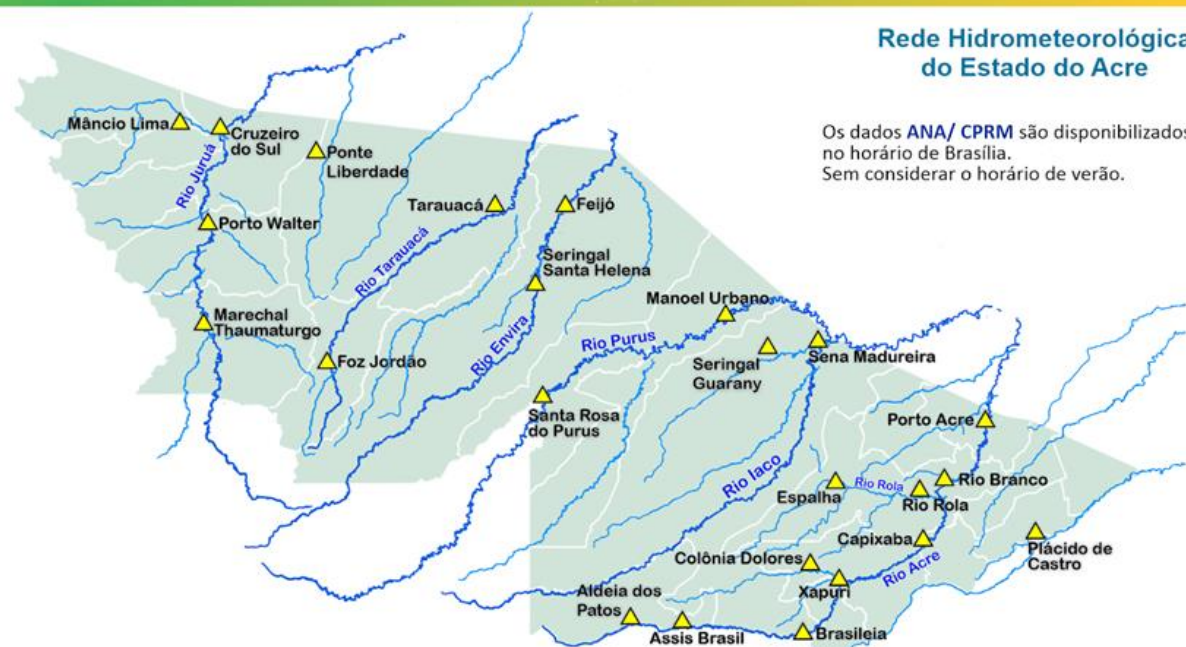 Rede Hidrometeorológica
do Estado do Acre
Os dados ANA/ CPRM são disponibilizados
no horário de Brasília.
Sem considerar o horário de verão.
Mâncio Lima
Cruzeiro
do Sul
Ponte
Liberdade
Rio Juruá
Porto Walter
Tarauacá
Feijó
Rio Tarauacá
Seringal
Santa Helena
Marechal
Thaumaturgo
Foz Jordão
Rio Envira
Manoel Urbano
Rio Purus
Seringal
Guarany
Sena Madureira
Santa Rosa
do Purus
Porto Acre
Rio Iaco
Espalha
Rio Rola
Rio Rola
Rio Branco
Capixaba
Plácido de
Castro
Colônia Dolores
Xapuri
Rio Acre
Aldeia dos
Patos
Assis Brasil
Brasileia